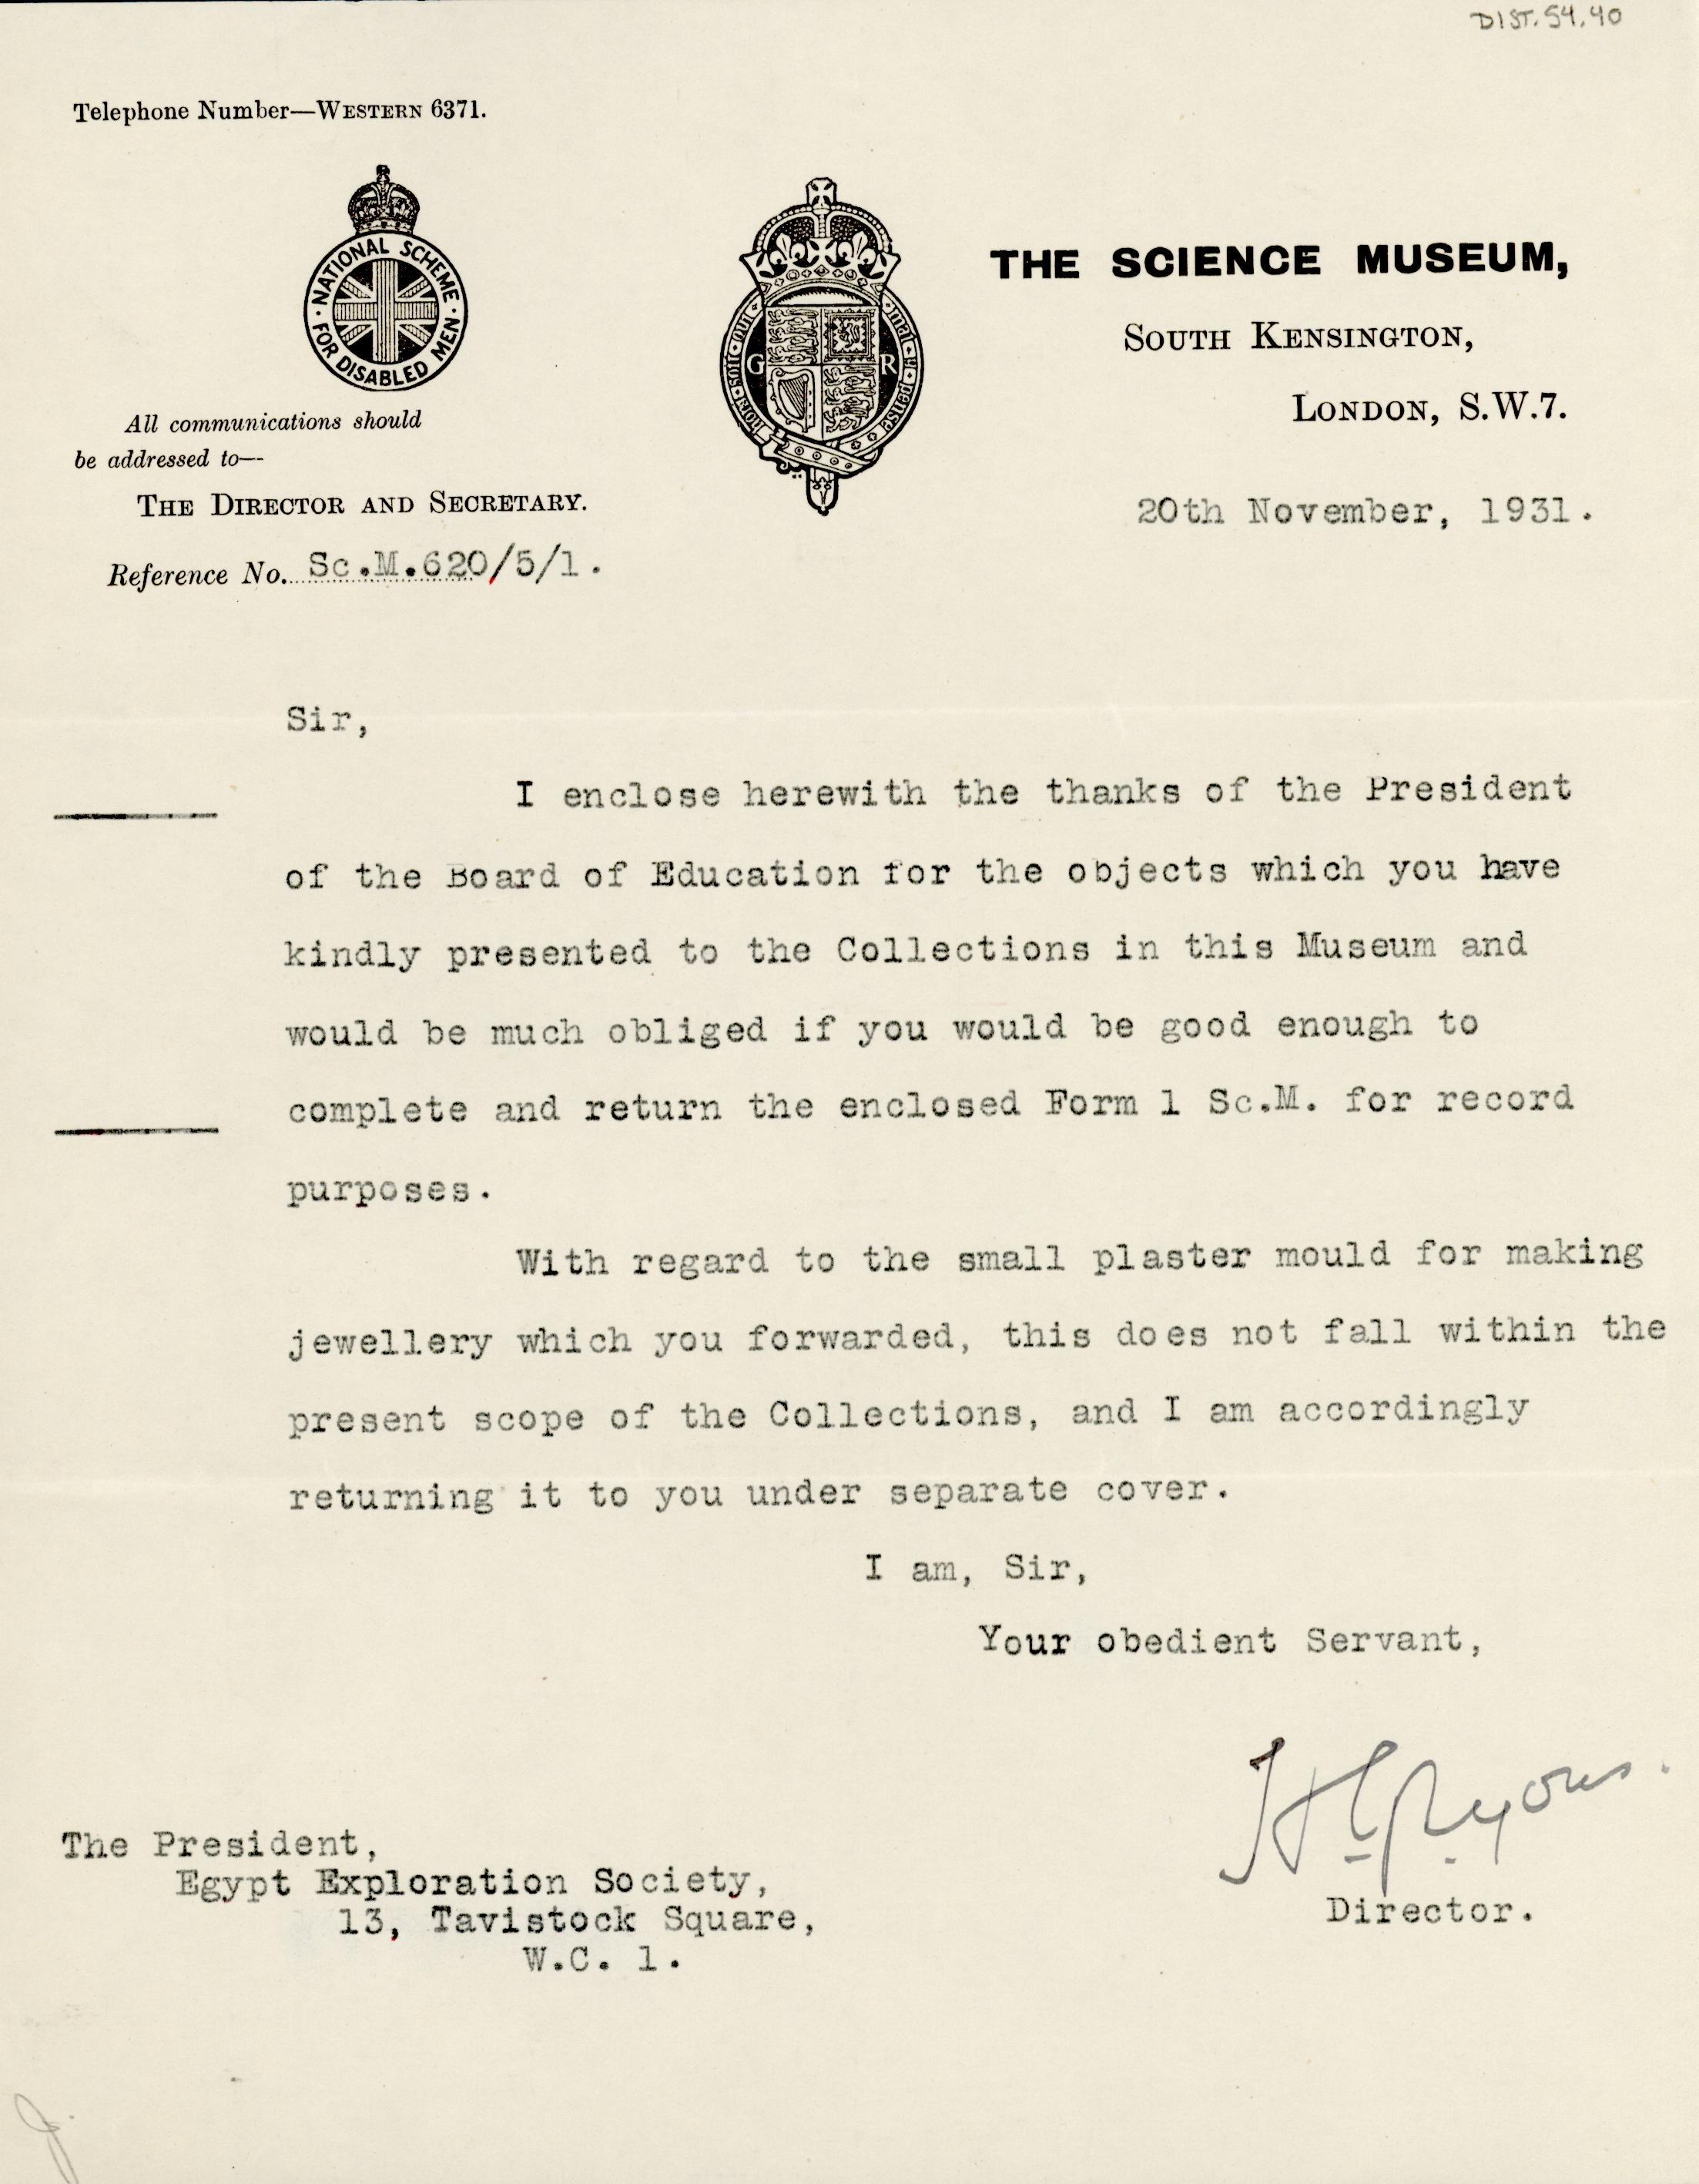 DIST.54.40
Telephone Number—WESTERN 6371.
NATIONAL SCHEME
FOR DISABLED MEN
G R
THE SCIENCE MUSEUM,
SOUTH KENSINGTON,
LONDON, S.W.7.
All communications should
be addressed to—
THE DIRECTOR AND SECRETARY.
Reference No. Sc.M.620/5/1.
20th November, 1931.
Sir,
I enclose herewith the thanks of the President
of the Board of Education for the objects which you have
kindly presented to the Collections in this Museum and
would be much obliged if you would be good enough to
complete and return the enclosed Form 1 Sc.M. for record
purposes.
With regard to the small plaster mould for making
jewellery which you forwarded, this does not fall within the
present scope of the Collections, and I am accordingly
returning it to you under separate cover.
I am, Sir,
Your obedient Servant,
H G Lyons.
Director.
The President,
Egypt Exploration Society,
13, Tavistock Square,
W.C. 1.